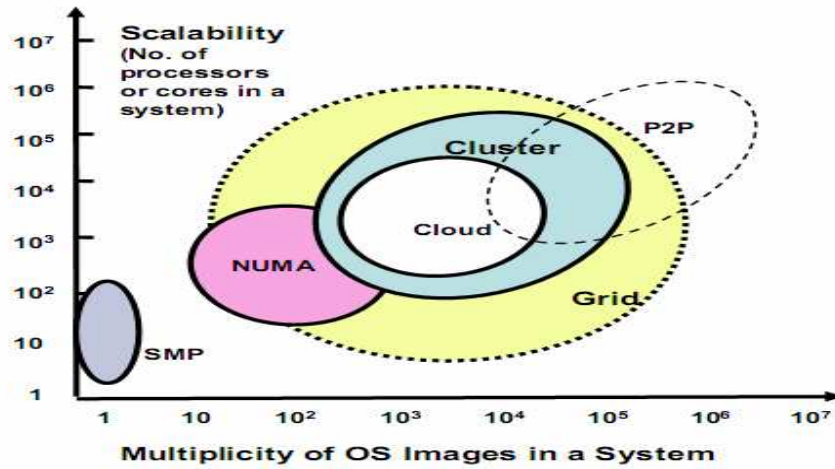 Scalability
(No. of
processors
or cores in a
system)
10⁷
10⁶
10⁵
10⁴
10³
10²
10
1
P2P
Cluster
Cloud
NUMA
Grid
SMP
1 10 10² 10³ 10⁴ 10⁵ 10⁶ 10⁷
Multiplicity of OS Images in a System